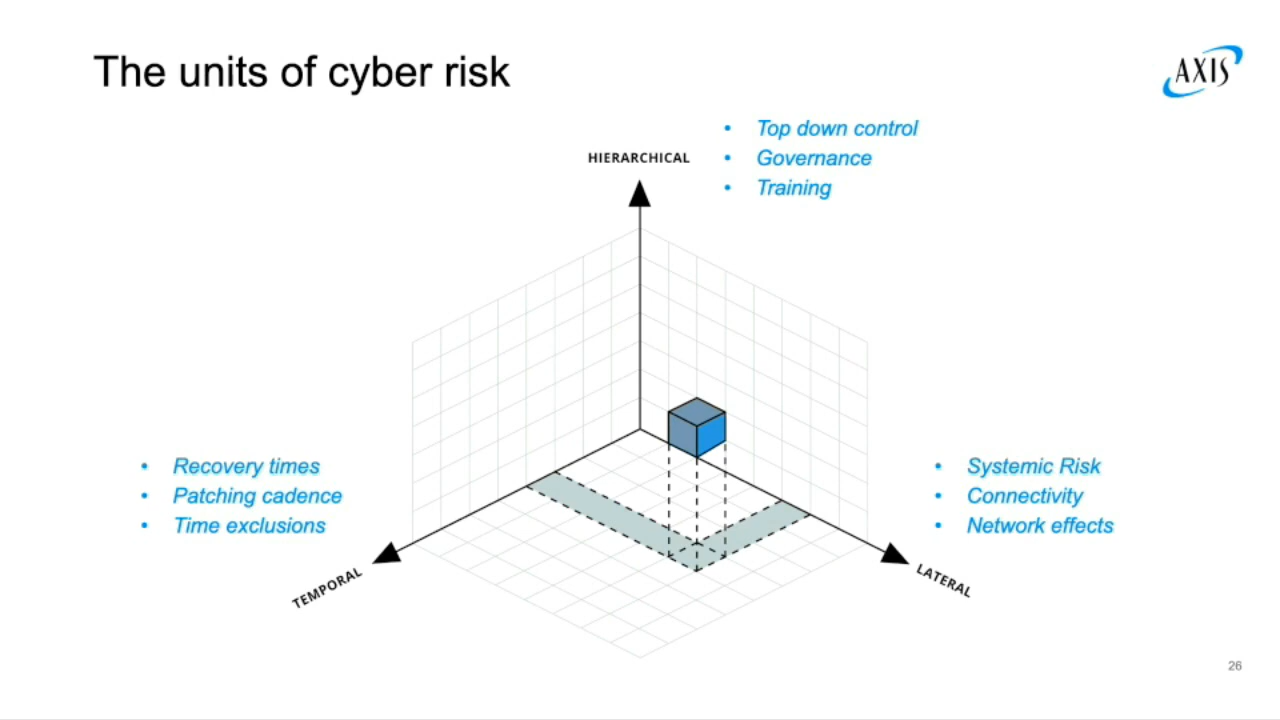 The units of cyber risk
AXIS
• Top down control
HIERARCHICAL
• Governance
• Training
• Recovery times
• Patching cadence
• Time exclusions
• Systemic Risk
• Connectivity
• Network effects
TEMPORAL
LATERAL
26